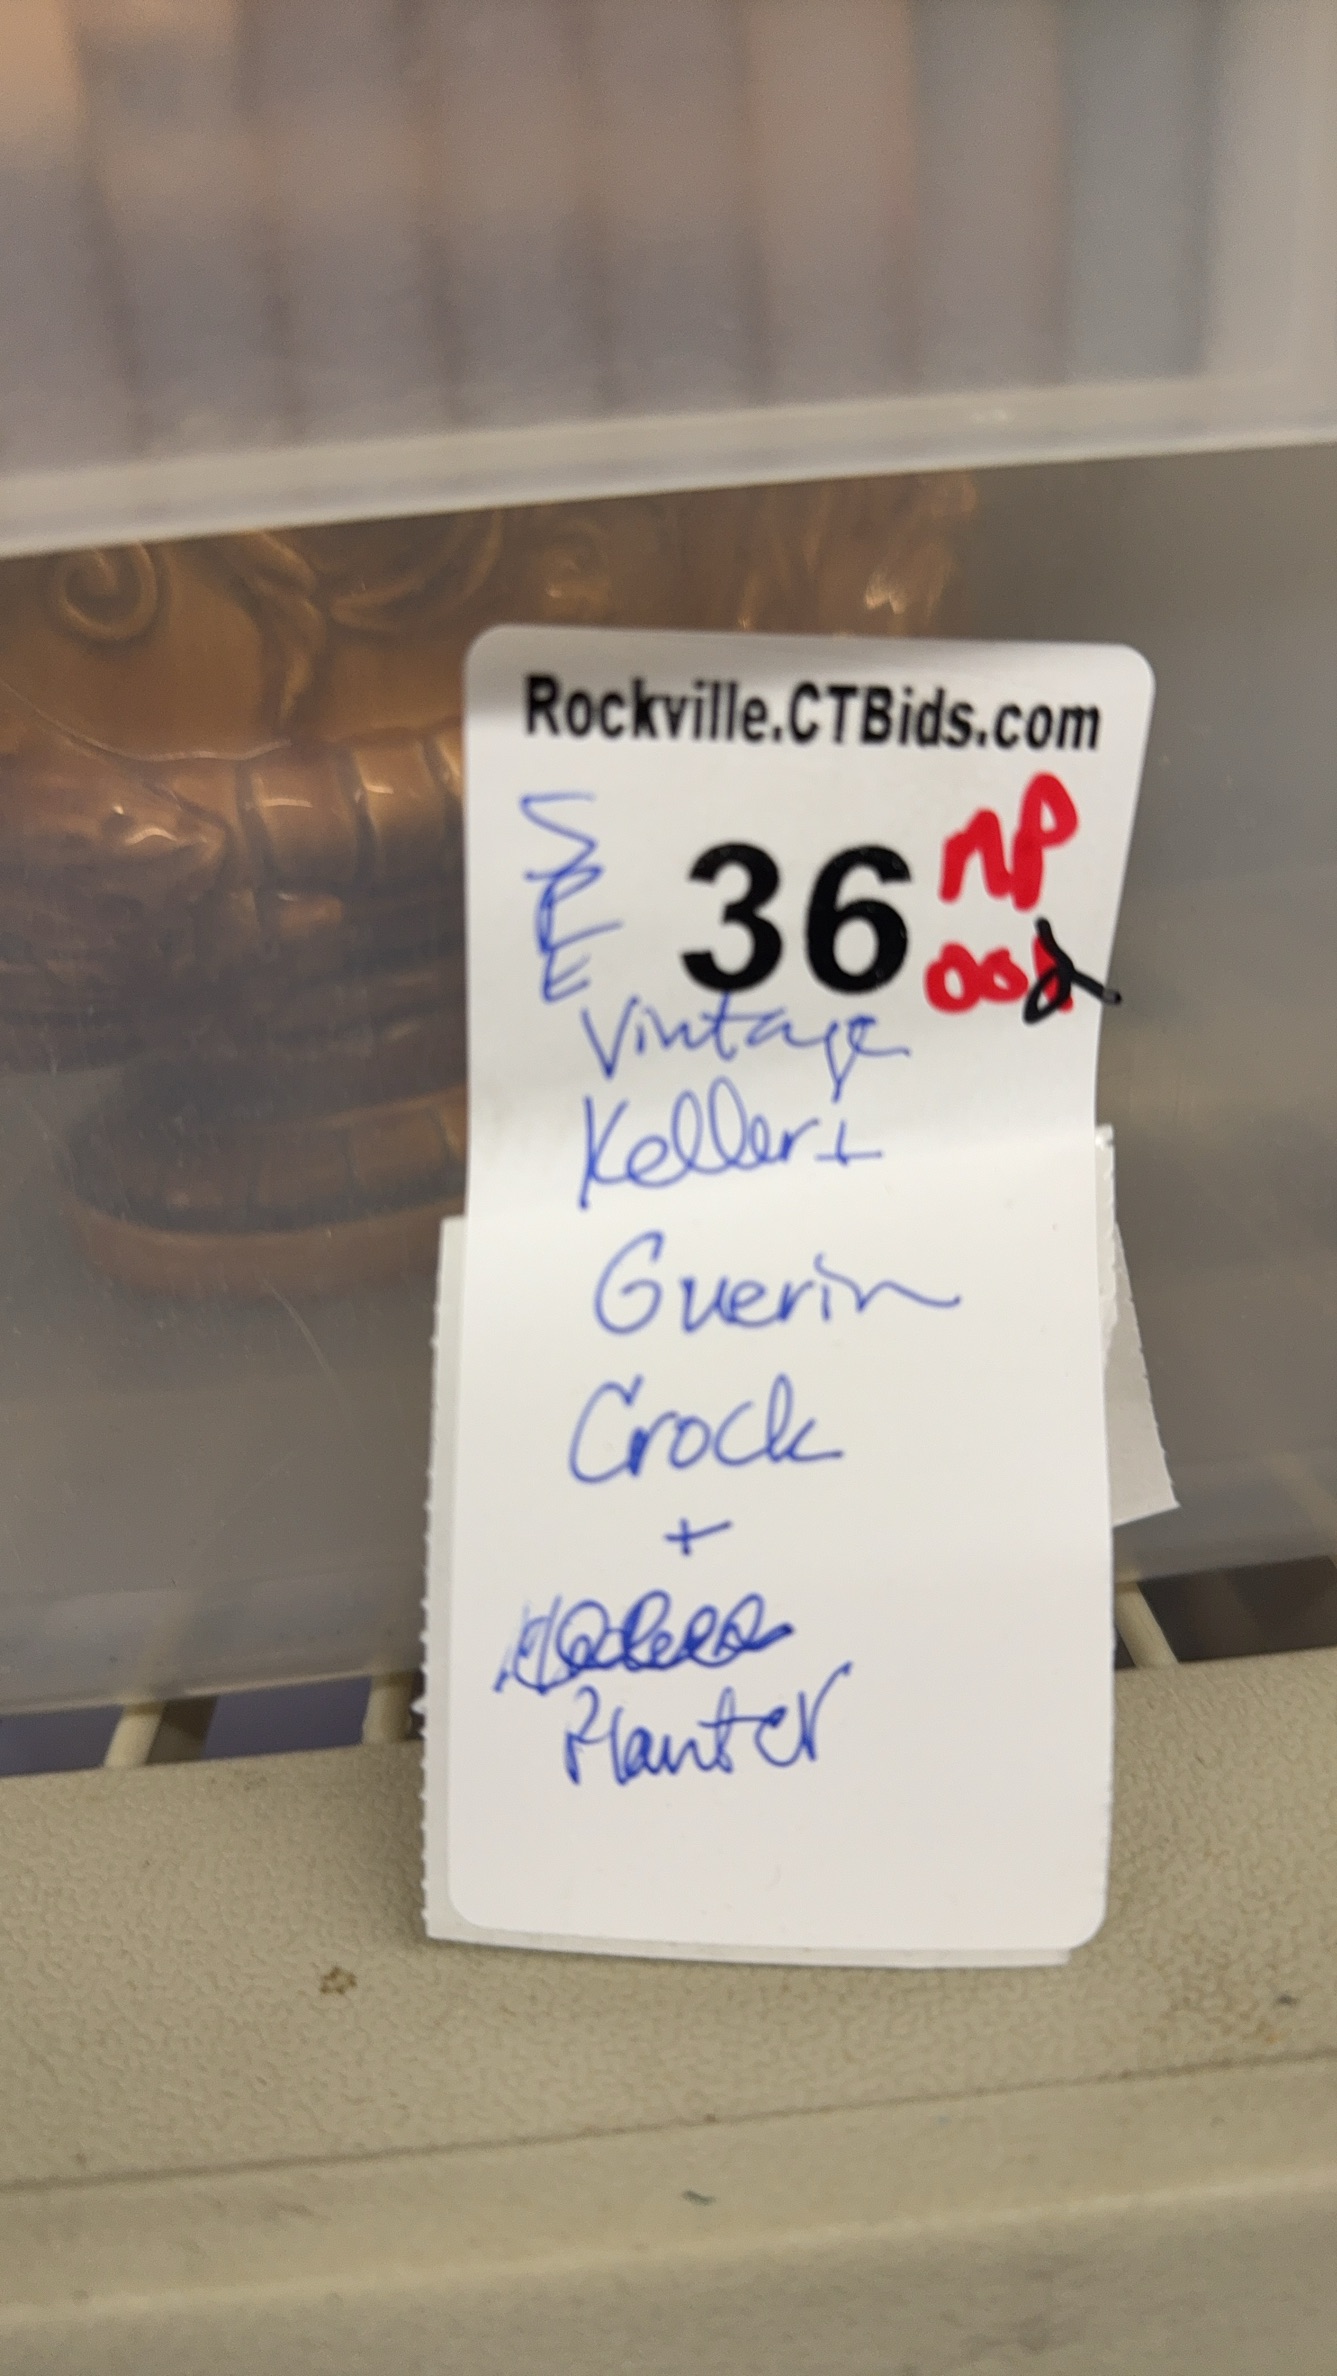 Rockville.CTBids.com
36
NP
002
Vintage
Keller +
Guerin
Crock
+
Planter